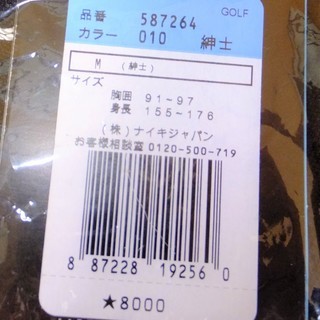 GOLF
品番 587264
カラー 010 紳士
M (紳士)
サイズ
胸囲 91~97
身長 155~176
(株)ナイキジャパン
お客様相談室 0120-500-719
8 87228 19256 0
★8000